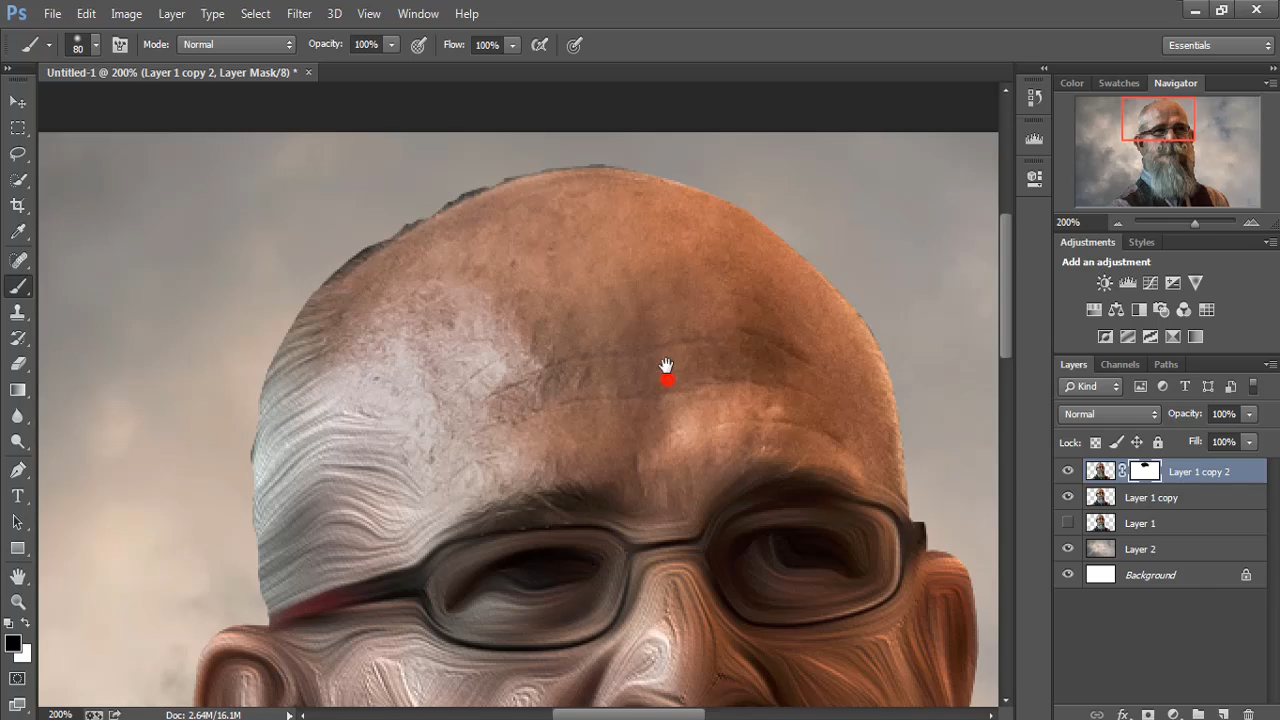 Ps File Edit Image Layer Type Select Filter 3D View Window Help
80 Mode: Normal Opacity: 100% Flow: 100% Essentials
Untitled-1 @ 200% (Layer 1 copy 2, Layer Mask/8) * ×
Color Swatches Navigator
200%
Adjustments Styles
Add an adjustment
Layers Channels Paths
Kind
Normal Opacity: 100%
Lock: Fill: 100%
Layer 1 copy 2
Layer 1 copy
Layer 1
Layer 2
Background
200% Doc: 2.64M/16.1M